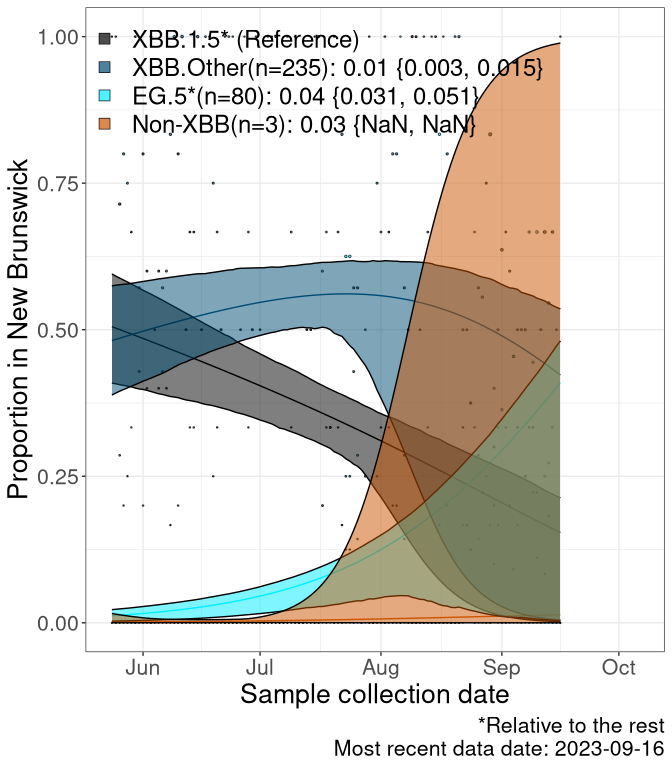 XBB.1.5* (Reference)
XBB.Other(n=235): 0.01 {0.003, 0.015}
EG.5*(n=80): 0.04 {0.031, 0.051}
Non-XBB(n=3): 0.03 {NaN, NaN}
Proportion in New Brunswick
1.00
0.75
0.50
0.25
0.00
Jun Jul Aug Sep Oct
Sample collection date
*Relative to the rest
Most recent data date: 2023-09-16